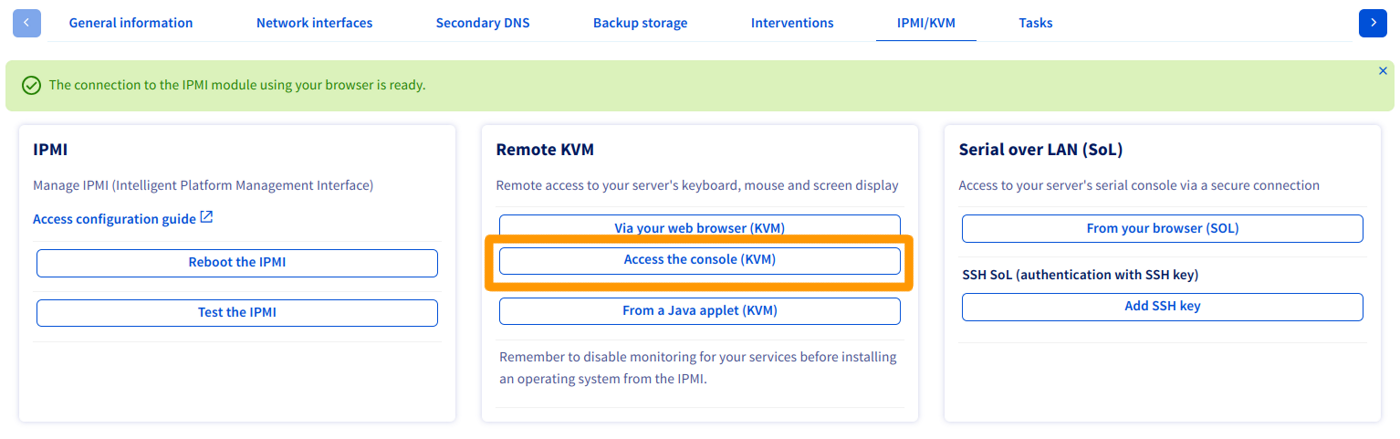 General information
Network interfaces
Secondary DNS
Backup storage
Interventions
IPMI/KVM
Tasks
The connection to the IPMI module using your browser is ready.
IPMI
Manage IPMI (Intelligent Platform Management Interface)
Access configuration guide
Reboot the IPMI
Test the IPMI
Remote KVM
Remote access to your server's keyboard, mouse and screen display
Via your web browser (KVM)
Access the console (KVM)
From a Java applet (KVM)
Remember to disable monitoring for your services before installing
an operating system from the IPMI.
Serial over LAN (SoL)
Access to your server's serial console via a secure connection
From your browser (SOL)
SSH SoL (authentication with SSH key)
Add SSH key